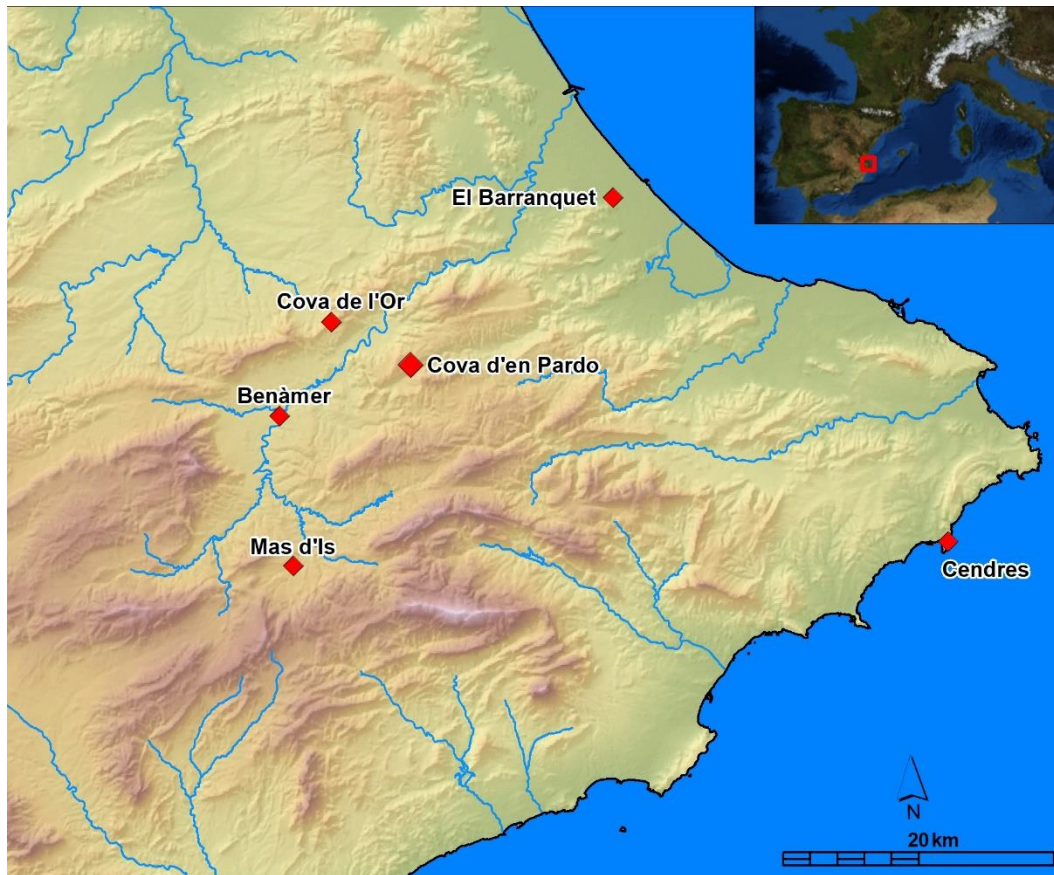 El Barranquet
Cova de l'Or
Cova d'en Pardo
Benàmer
Mas d'Is
Cendres
N
20 km